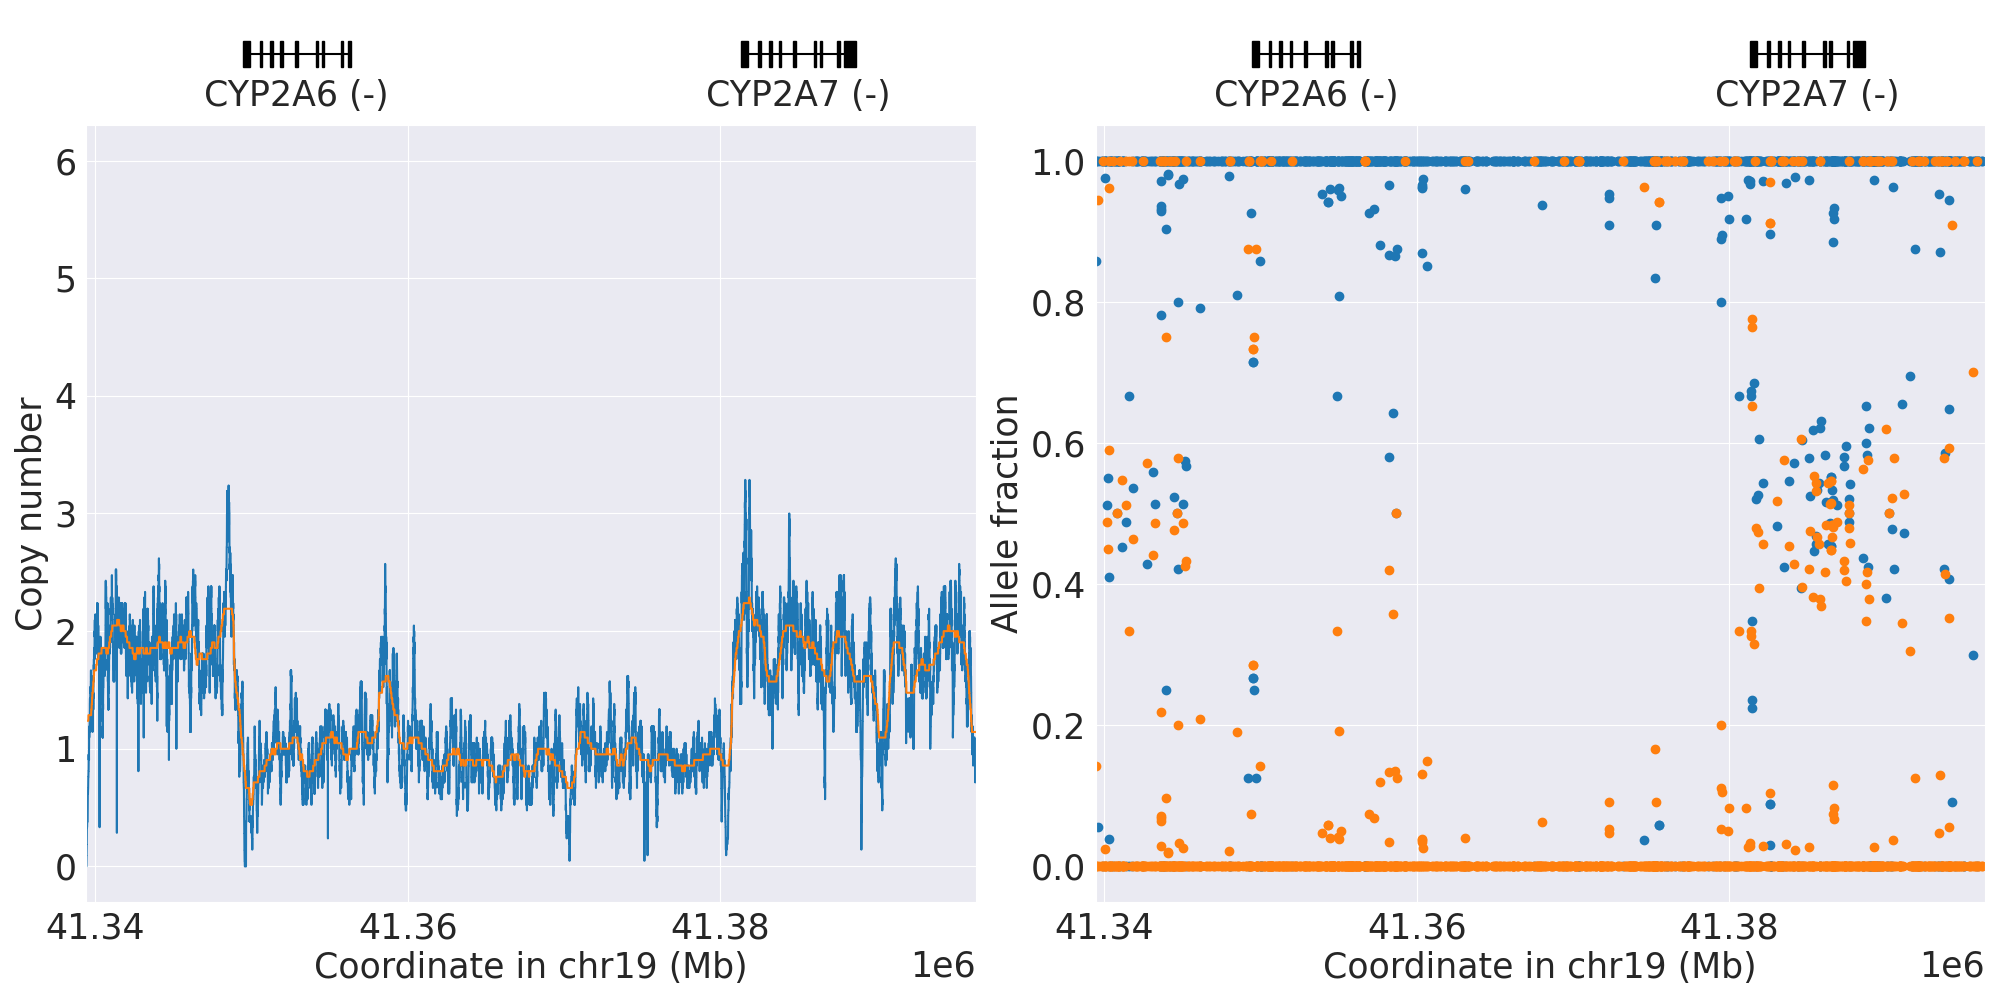 CYP2A6 (-)
CYP2A7 (-)
6
5
4
3
2
1
0
Copy number
41.34
41.36
41.38
Coordinate in chr19 (Mb)
1e6
CYP2A6 (-)
CYP2A7 (-)
1.0
0.8
0.6
0.4
0.2
0.0
Allele fraction
41.34
41.36
41.38
Coordinate in chr19 (Mb)
1e6